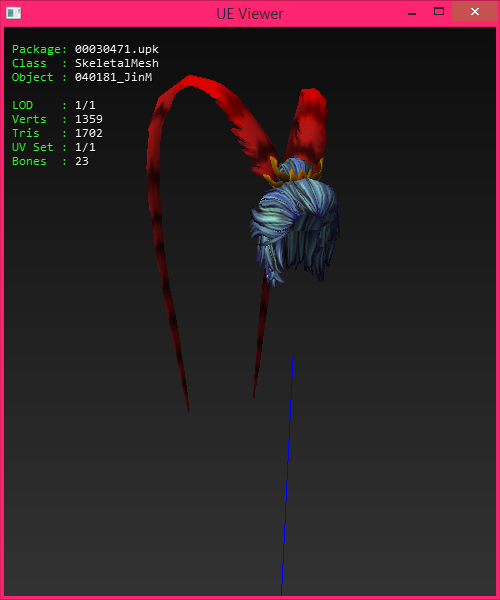 UE Viewer
Package: 00030471.upk
Class  : SkeletalMesh
Object : 040181_JinM
LOD    : 1/1
Verts  : 1359
Tris   : 1702
UV Set : 1/1
Bones  : 23